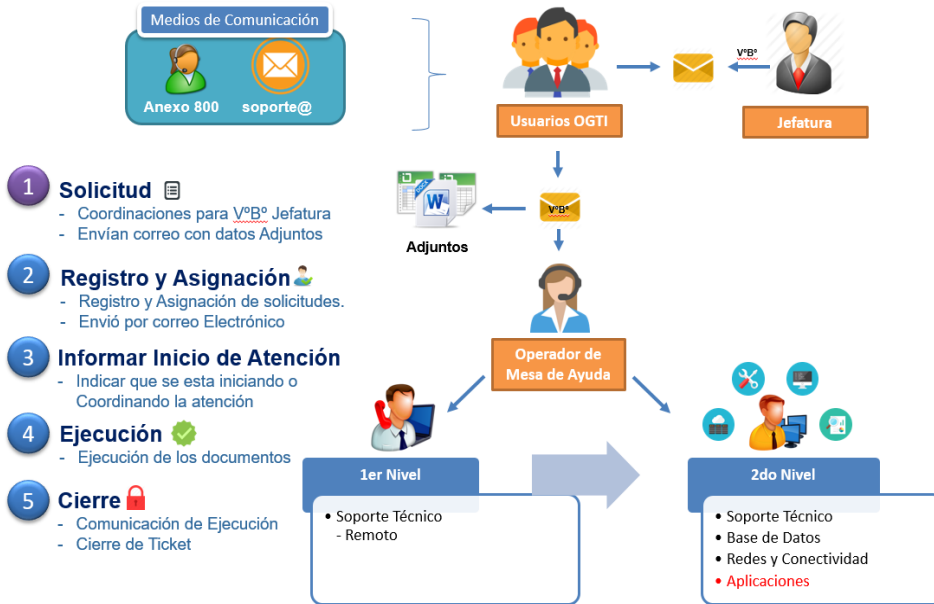 Medios de Comunicación
Anexo 800
soporte@
Usuarios OGTI
VºBº
Jefatura
1
Solicitud
- Coordinaciones para VºBº Jefatura
- Envían correo con datos Adjuntos
DOCX
W
Adjuntos
VºBº
2
Registro y Asignación
- Registro y Asignación de solicitudes.
- Envió por correo Electrónico
3
Informar Inicio de Atención
- Indicar que se esta iniciando o
Coordinando la atención
Operador de
Mesa de Ayuda
4
Ejecución
- Ejecución de los documentos
5
Cierre
- Comunicación de Ejecución
- Cierre de Ticket
1er Nivel
• Soporte Técnico
- Remoto
2do Nivel
• Soporte Técnico
• Base de Datos
• Redes y Conectividad
• Aplicaciones